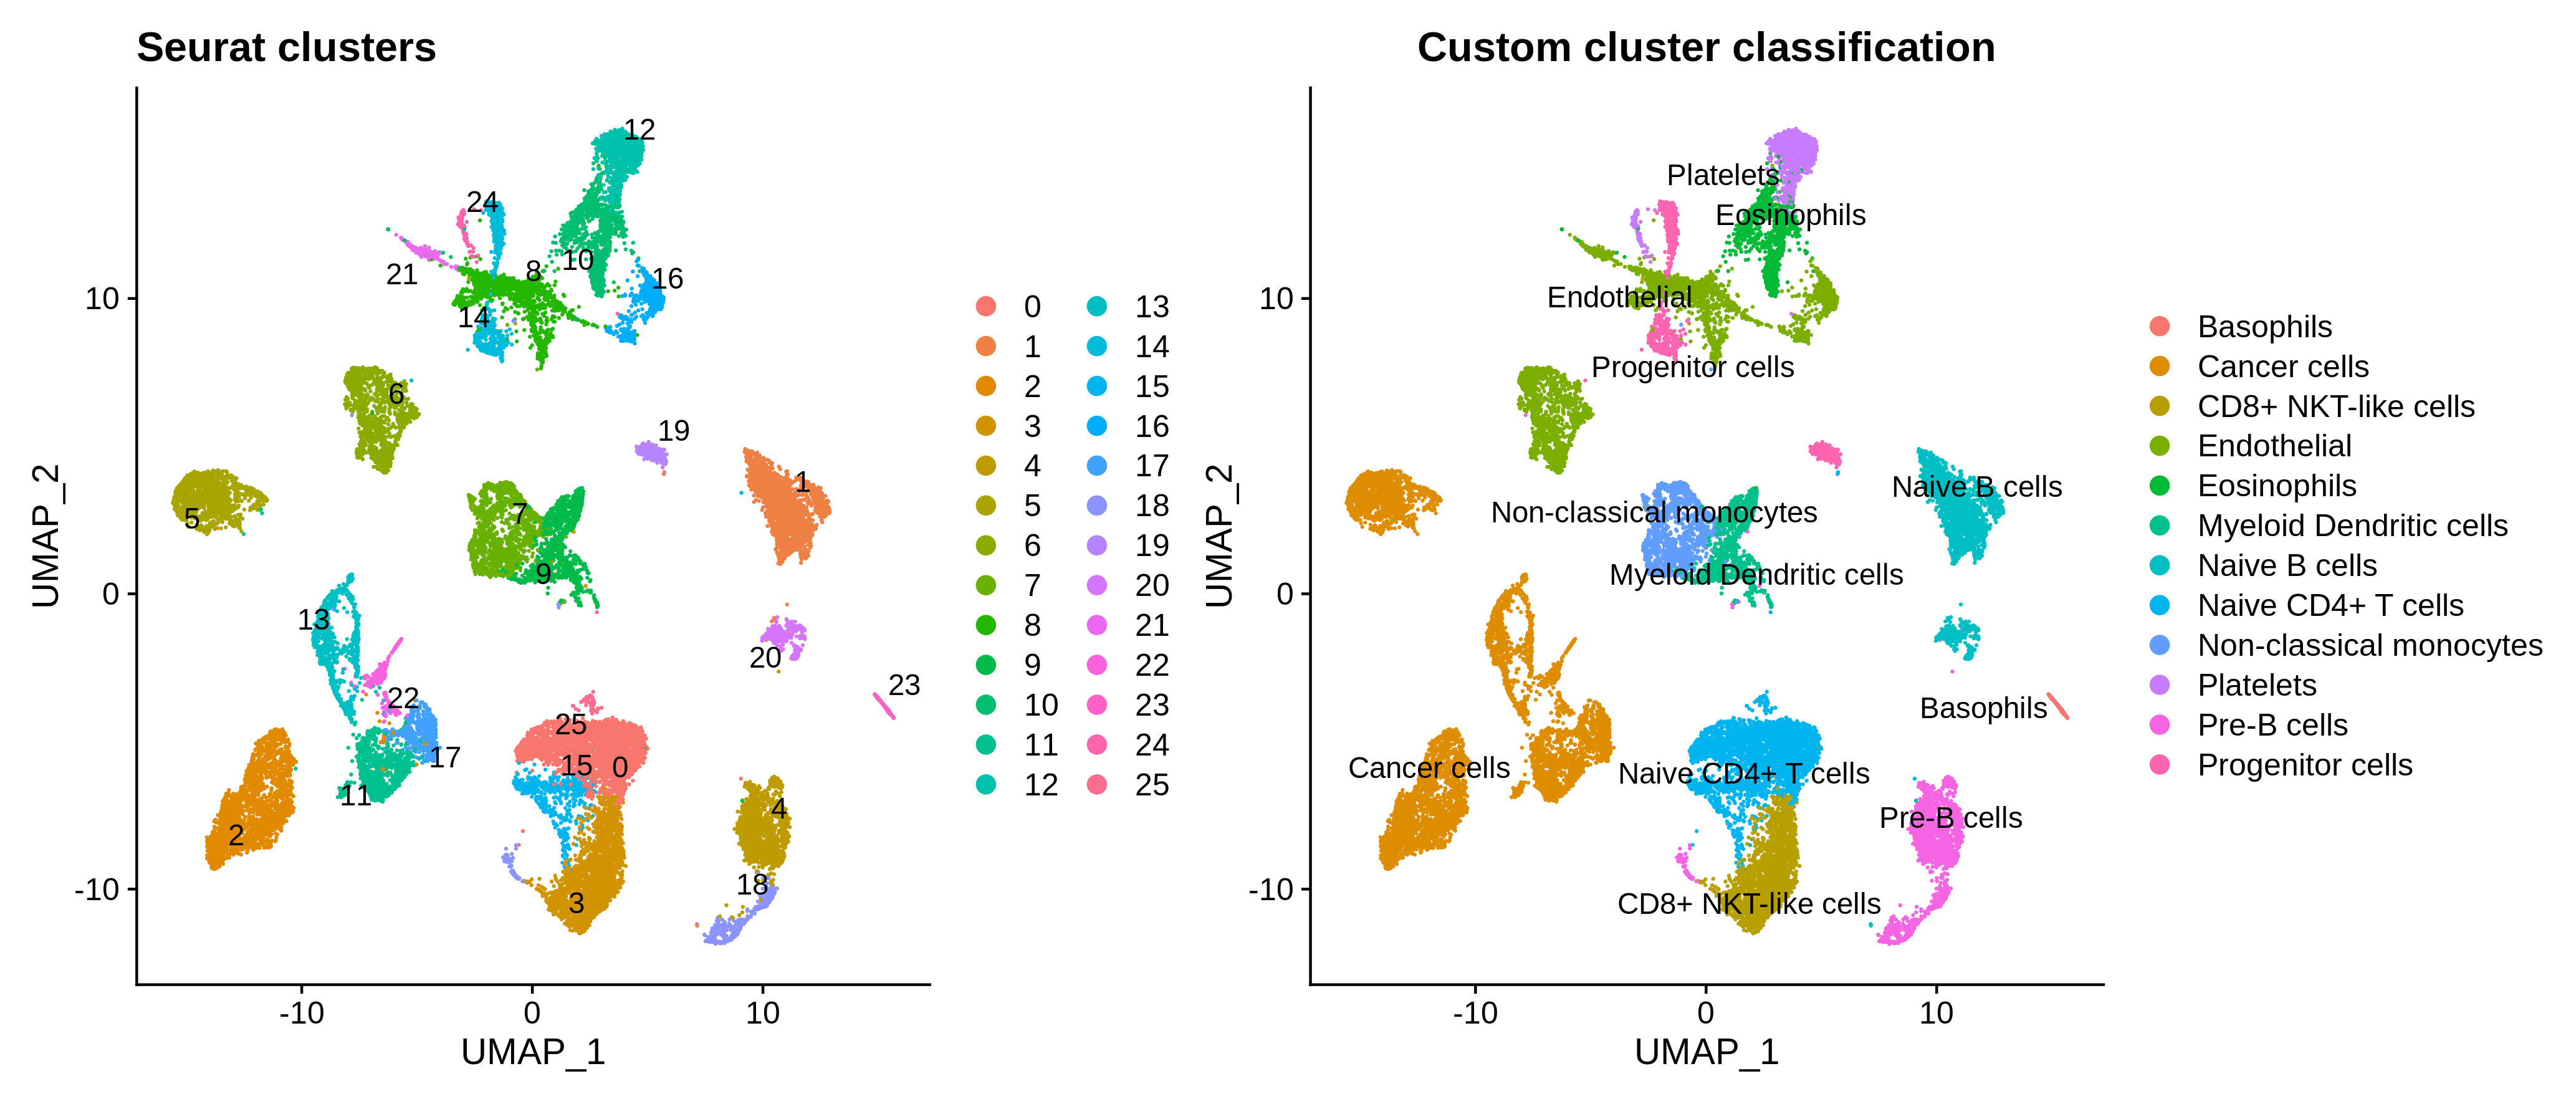 Seurat clusters
12
24
21
8
10
16
14
6
19
5
7
1
9
13
20
22
23
25
17
15
0
11
4
2
18
3
10
0
-10
-10
0
10
UMAP_1
UMAP_2
0
1
2
3
4
5
6
7
8
9
10
11
12
13
14
15
16
17
18
19
20
21
22
23
24
25
Custom cluster classification
Platelets
Eosinophils
Endothelial
Progenitor cells
Naive B cells
Non-classical monocytes
Myeloid Dendritic cells
Basophils
Cancer cells
Naive CD4+ T cells
Pre-B cells
CD8+ NKT-like cells
10
0
-10
-10
0
10
UMAP_1
UMAP_2
Basophils
Cancer cells
CD8+ NKT-like cells
Endothelial
Eosinophils
Myeloid Dendritic cells
Naive B cells
Naive CD4+ T cells
Non-classical monocytes
Platelets
Pre-B cells
Progenitor cells